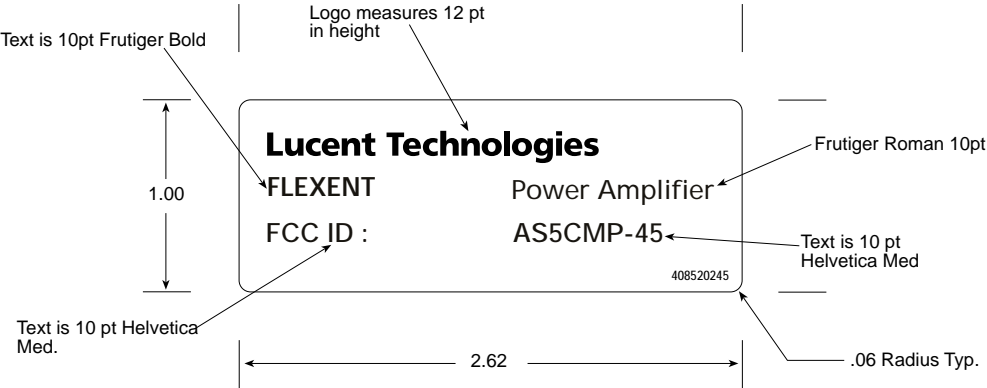 Logo measures 12 pt
in height
Text is 10pt Frutiger Bold
Lucent Technologies
Frutiger Roman 10pt
1.00
FLEXENT Power Amplifier
FCC ID : AS5CMP-45
Text is 10 pt
Helvetica Med
408520245
Text is 10 pt Helvetica
Med.
2.62
.06 Radius Typ.